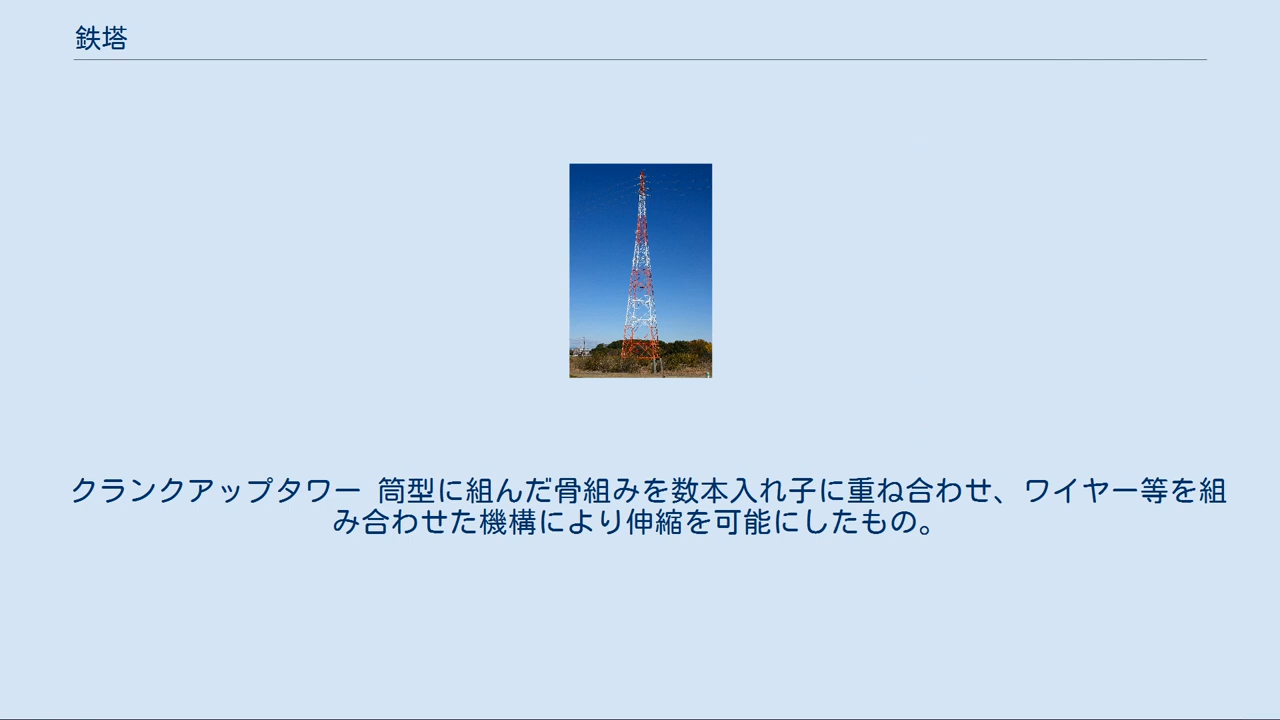 鉄塔
クランクアップタワー 筒型に組んだ骨組みを数本入れ子に重ね合わせ、ワイヤー等を組
み合わせた機構により伸縮を可能にしたもの。